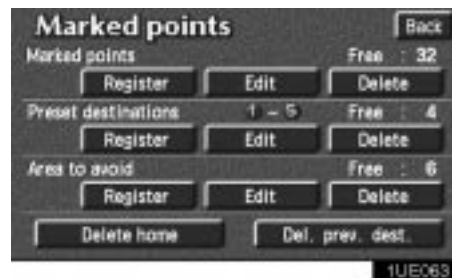 Marked points Back
Marked points Free : 32
Register Edit Delete
Preset destinations 1 – 5 Free : 4
Register Edit Delete
Area to avoid Free : 6
Register Edit Delete
Delete home Del. prev. dest.
1UE063